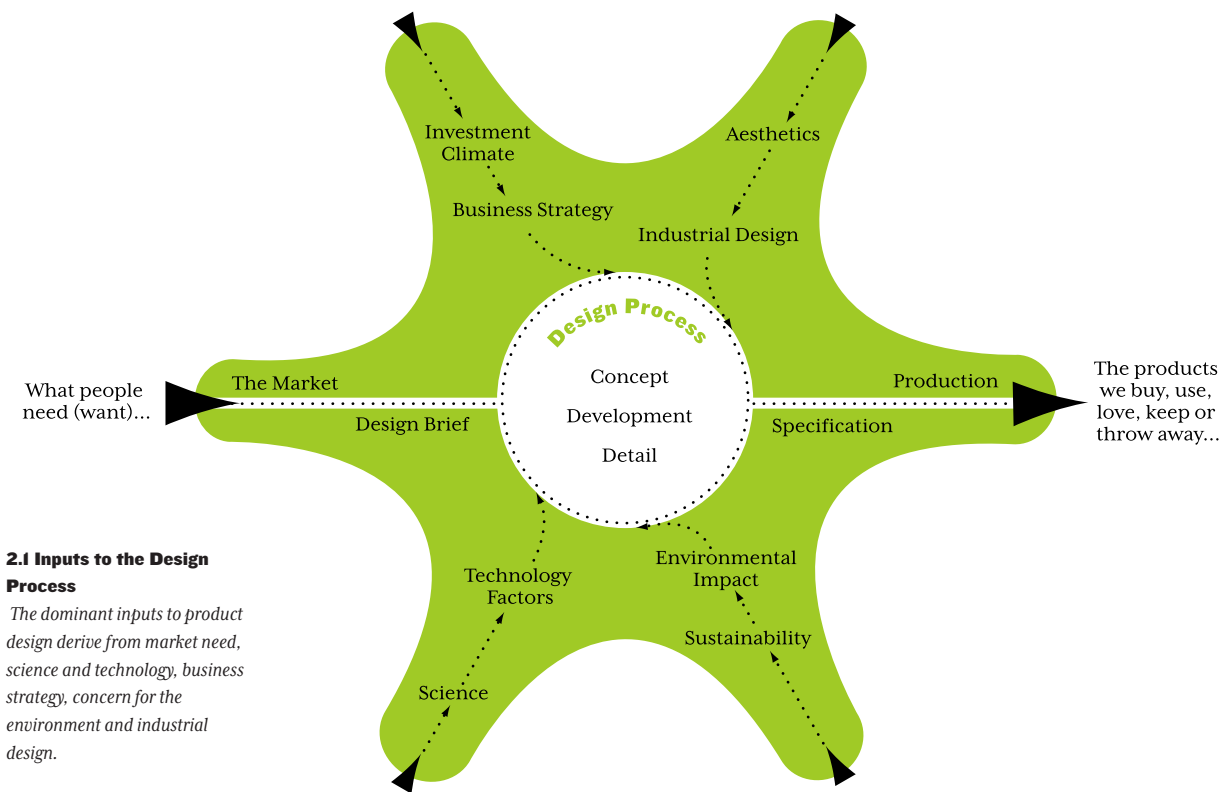 Investment
Climate
Aesthetics
Business Strategy
Industrial Design
Design Process
What people
need (want)...
The Market
Design Brief
Concept
Development
Detail
Production
Specification
The products
we buy, use,
love, keep or
throw away...
Technology
Factors
Science
Environmental
Impact
Sustainability
2.1 Inputs to the Design
Process
The dominant inputs to product
design derive from market need,
science and technology, business
strategy, concern for the
environment and industrial
design.